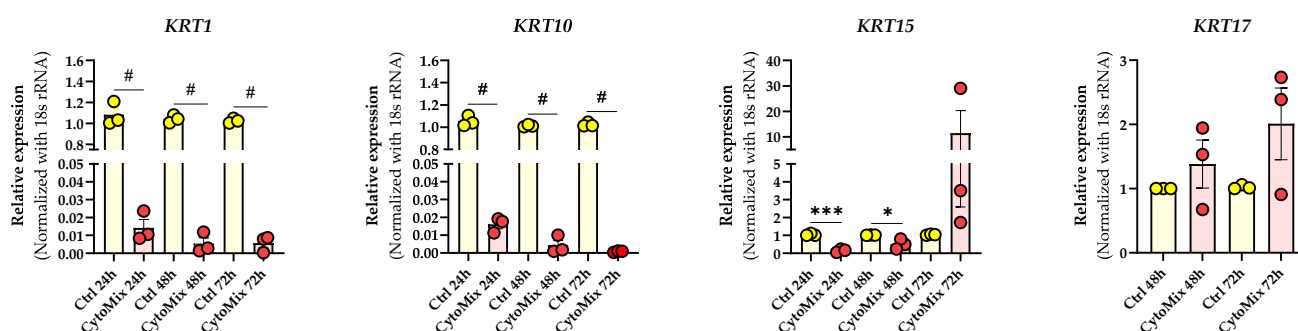 KRT1
Relative expression
(Normalized with 18s rRNA)
1.6
1.4
1.2
1.0
0.8
0.05
0.04
0.03
0.02
0.01
0.00
#
#
#
Ctrl 24h
CytoMix 24h
Ctrl 48h
CytoMix 48h
Ctrl 72h
CytoMix 72h
KRT10
Relative expression
(Normalized with 18s rRNA)
1.6
1.4
1.2
1.0
0.8
0.05
0.04
0.03
0.02
0.01
0.00
#
#
#
Ctrl 24h
CytoMix 24h
Ctrl 48h
CytoMix 48h
Ctrl 72h
CytoMix 72h
KRT15
Relative expression
(Normalized with 18s rRNA)
40
30
20
10
5
4
3
2
1
0
***
*
Ctrl 24h
CytoMix 24h
Ctrl 48h
CytoMix 48h
Ctrl 72h
CytoMix 72h
KRT17
Relative expression
(Normalized with 18s rRNA)
3
2
1
0
Ctrl 48h
CytoMix 48h
Ctrl 72h
CytoMix 72h